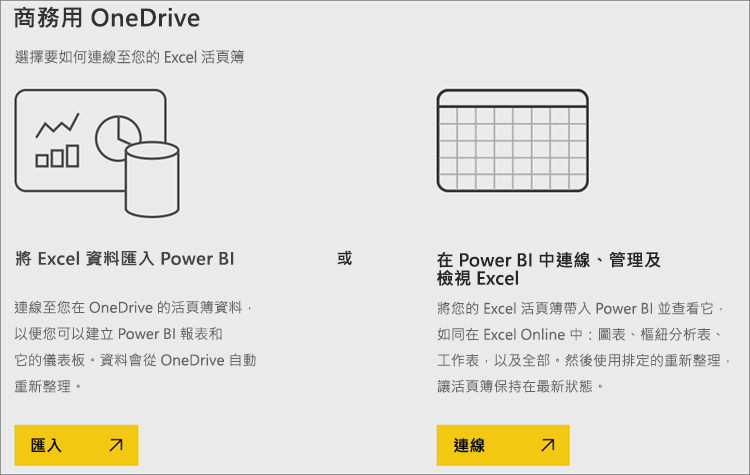 商務用 OneDrive
選擇要如何連線至您的 Excel 活頁簿
將 Excel 資料匯入 Power BI
連線至您在 OneDrive 的活頁簿資料，
以便您可以建立 Power BI 報表和
它的儀表板。資料會從 OneDrive 自動
重新整理。
匯入
或
在 Power BI 中連線、管理及
檢視 Excel
將您的 Excel 活頁簿帶入 Power BI 並查看它，
如同在 Excel Online 中：圖表、樞紐分析表、
工作表，以及全部。然後使用排定的重新整理，
讓活頁簿保持在最新狀態。
連線